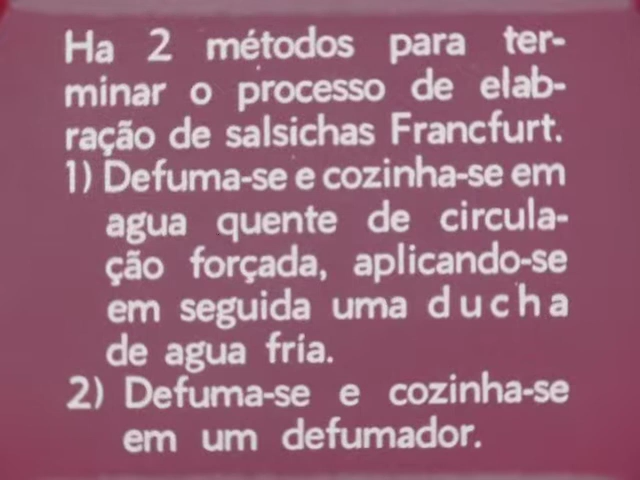 Ha 2 métodos para ter-
minar o processo de elab-
ração de salsichas Francfurt.
1) Defuma-se e cozinha-se em
agua quente de circula-
ção forçada, aplicando-se
em seguida uma ducha
de agua fria.
2) Defuma-se e cozinha-se
em um defumador.